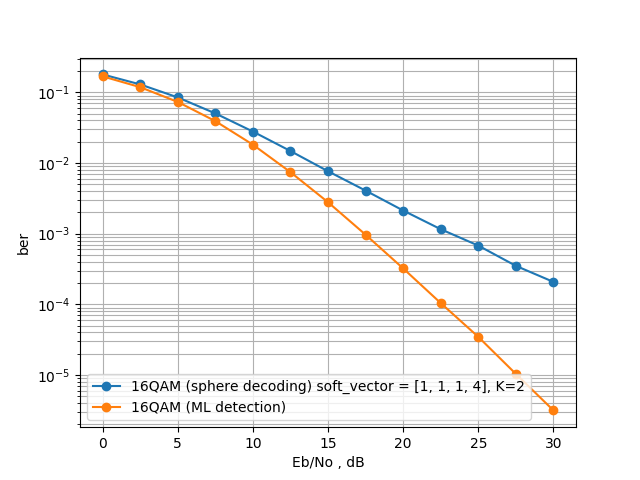 10⁻¹
10⁻²
10⁻³
10⁻⁴
10⁻⁵
ber
16QAM (sphere decoding) soft_vector = [1, 1, 1, 4], K=2
16QAM (ML detection)
0 5 10 15 20 25 30
Eb/No , dB